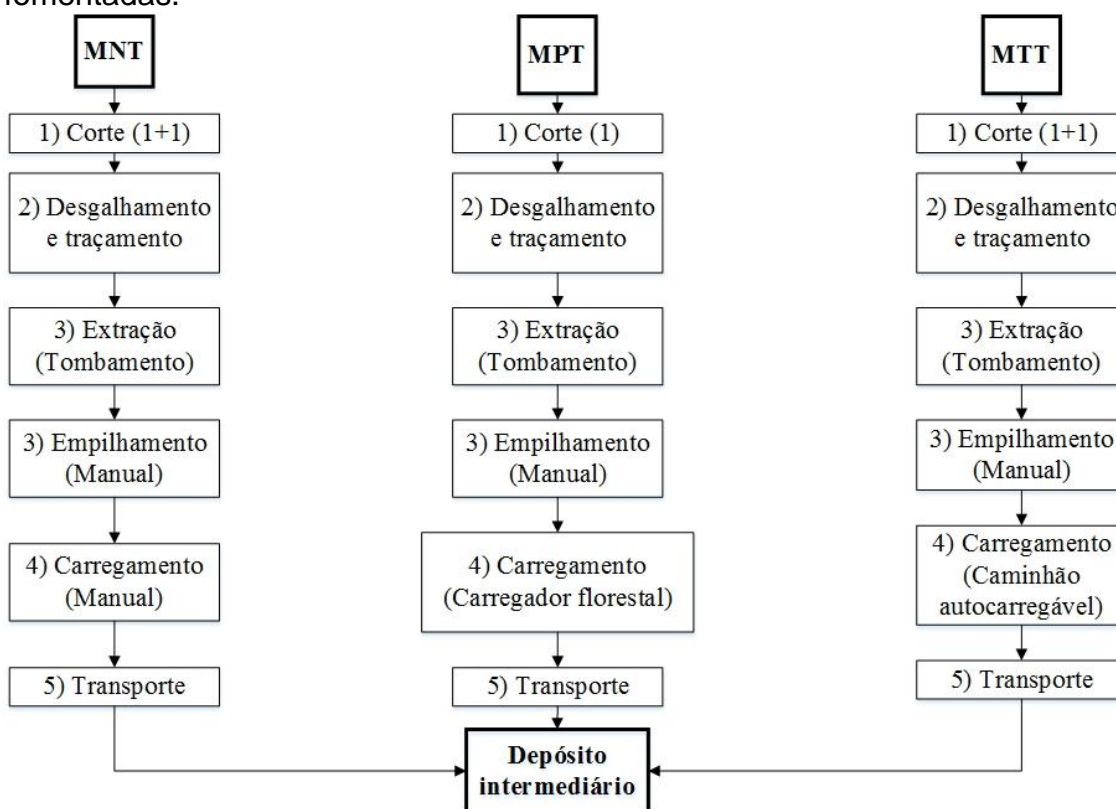 fomentadas.
MNT
1) Corte (1+1)
2) Desgalhamento
e traçamento
3) Extração
(Tombamento)
3) Empilhamento
(Manual)
4) Carregamento
(Manual)
5) Transporte
MPT
1) Corte (1)
2) Desgalhamento
e traçamento
3) Extração
(Tombamento)
3) Empilhamento
(Manual)
4) Carregamento
(Carregador florestal)
5) Transporte
MTT
1) Corte (1+1)
2) Desgalhamento
e traçamento
3) Extração
(Tombamento)
3) Empilhamento
(Manual)
4) Carregamento
(Caminhão
autocarregável)
5) Transporte
Depósito
intermediário